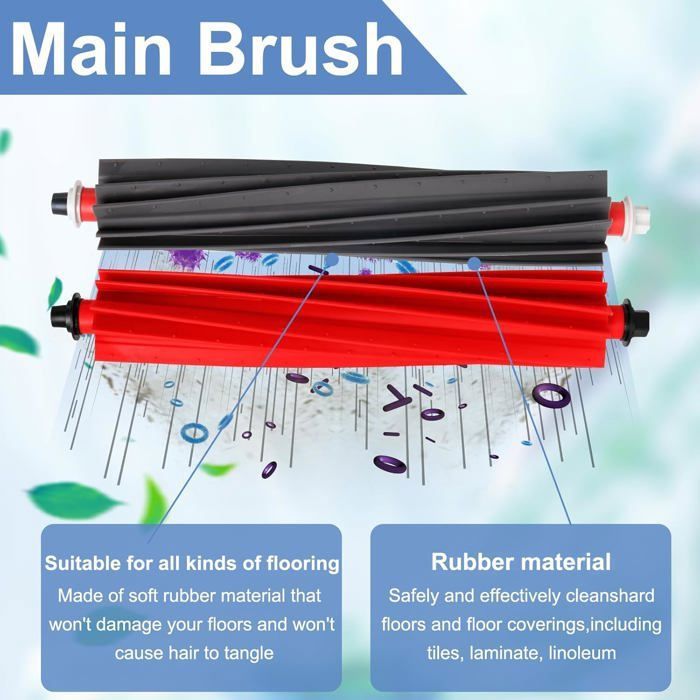 Main Brush
Suitable for all kinds of flooring
Made of soft rubber material that
won't damage your floors and won't
cause hair to tangle
Rubber material
Safely and effectively cleanshard
floors and floor coverings,including
tiles, laminate, linoleum